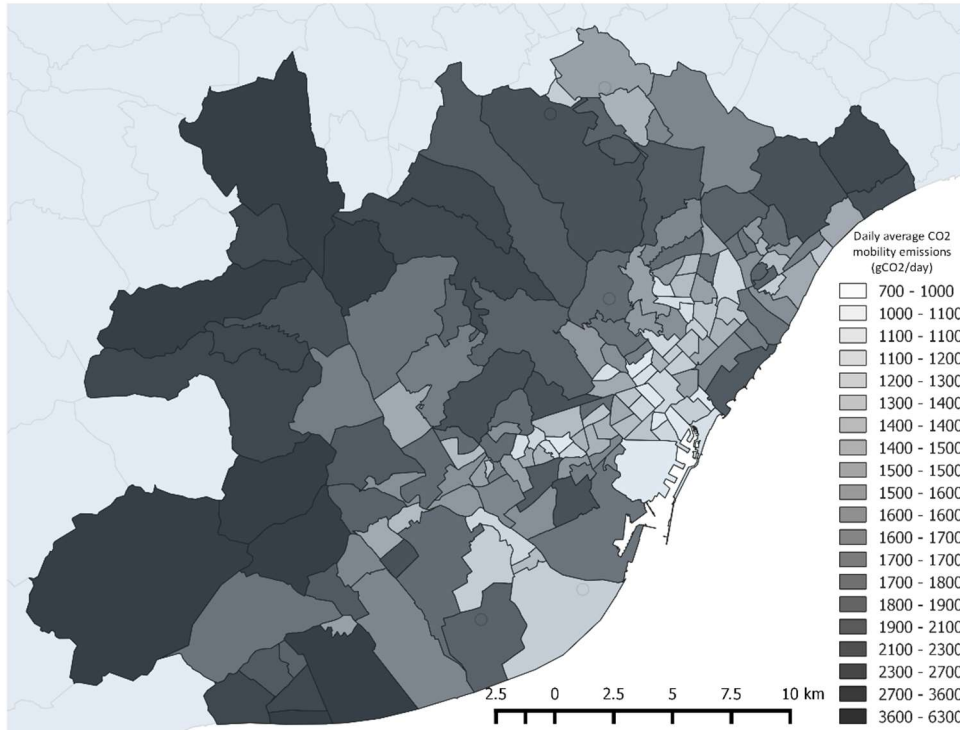 Daily average CO2
mobility emissions
(gCO2/day)
700 - 1000
1000 - 1100
1100 - 1100
1100 - 1200
1200 - 1300
1300 - 1400
1400 - 1400
1400 - 1500
1500 - 1500
1500 - 1600
1600 - 1600
1600 - 1700
1700 - 1700
1700 - 1800
1800 - 1900
1900 - 2100
2100 - 2300
2300 - 2700
2700 - 3600
3600 - 6300
2.5 0 2.5 5 7.5 10 km